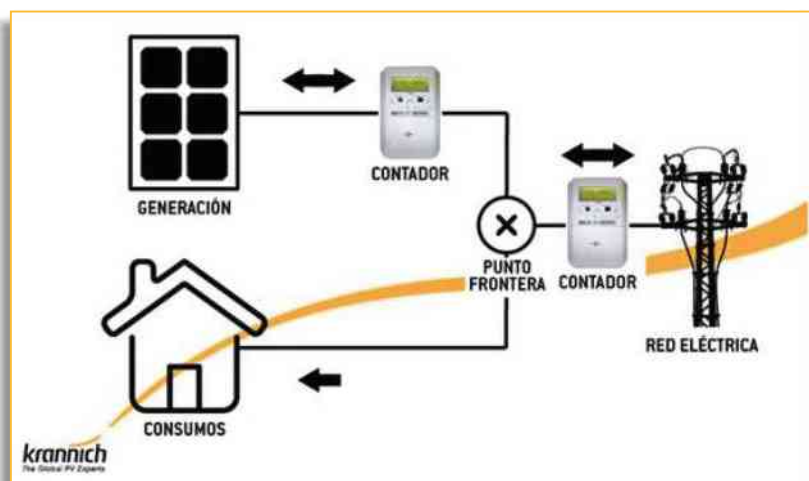 CONTADOR
GENERACIÓN
PUNTO
FRONTERA
CONTADOR
RED ELÉCTRICA
CONSUMOS
krannich
The Global PV Experts